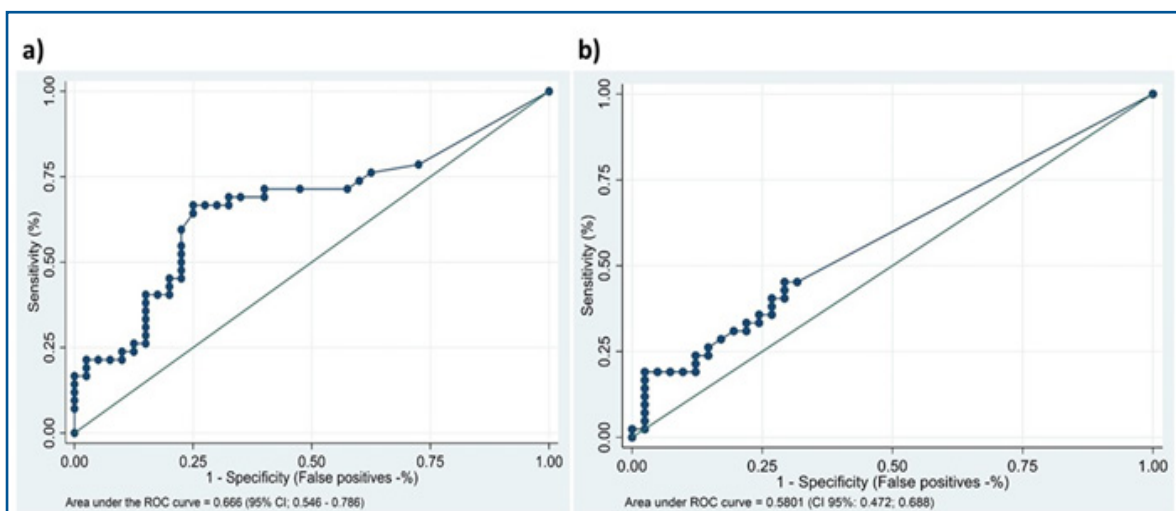 a)
Sensitivity (%)
1.00
0.75
0.50
0.25
0.00
0.00 0.25 0.50 0.75 1.00
1 - Specificity (False positives -%)
Area under the ROC curve = 0.666 (95% CI; 0.546 - 0.786)
b)
Sensitivity (%)
1.00
0.75
0.50
0.25
0.00
0.00 0.25 0.50 0.75 1.00
1 - Specificity (False positives -%)
Area under ROC curve = 0.5801 (CI 95%: 0.472; 0.688)